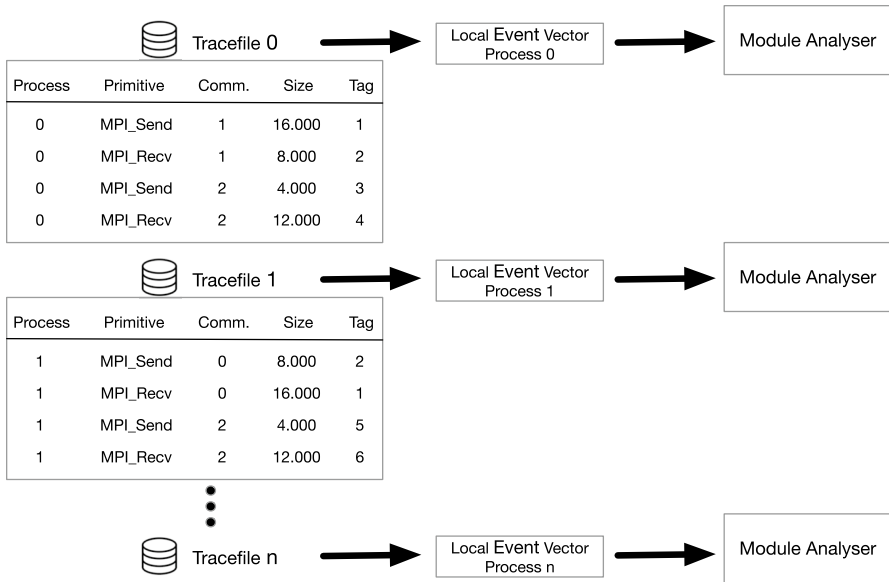 Tracefile 0
Local Event Vector
Process 0
Module Analyser
Process Primitive Comm. Size Tag
0 MPI_Send 1 16.000 1
0 MPI_Recv 1 8.000 2
0 MPI_Send 2 4.000 3
0 MPI_Recv 2 12.000 4
Tracefile 1
Local Event Vector
Process 1
Module Analyser
Process Primitive Comm. Size Tag
1 MPI_Send 0 8.000 2
1 MPI_Recv 0 16.000 1
1 MPI_Send 2 4.000 5
1 MPI_Recv 2 12.000 6
Tracefile n
Local Event Vector
Process n
Module Analyser